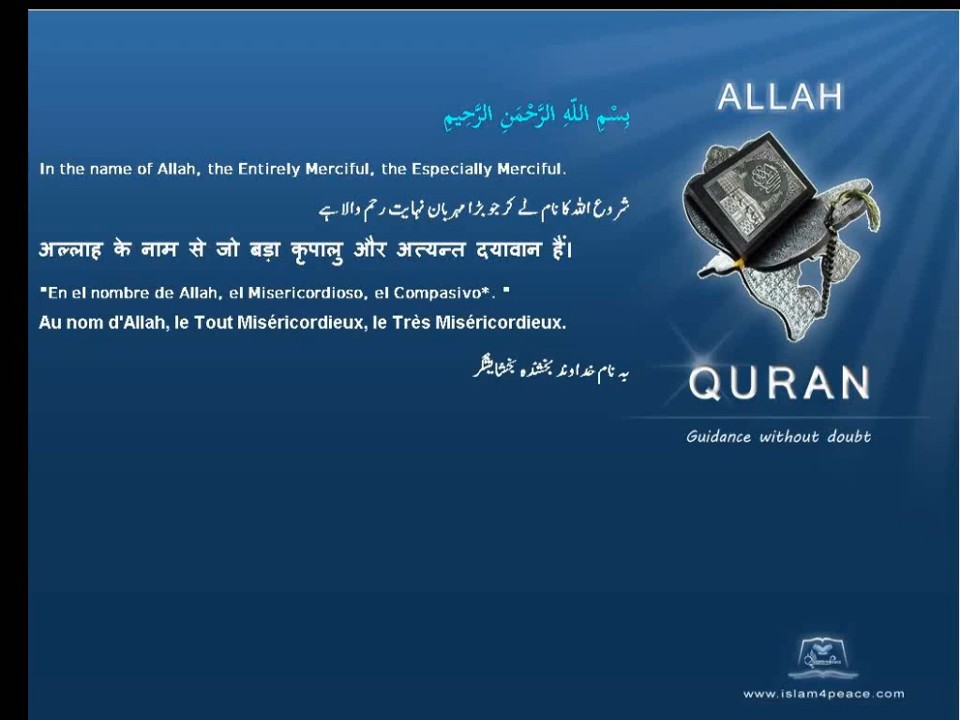 بِسْمِ اللَّهِ الرَّحْمَنِ الرَّحِيمِ
In the name of Allah, the Entirely Merciful, the Especially Merciful.
شروع الله کا نام لے کر جو بڑا مہربان نہایت رحم والا ہے
अल्लाह के नाम से जो बड़ा कृपालु और अत्यन्त दयावान हैं।
"En el nombre de Allah, el Misericordioso, el Compasivo*. "
Au nom d'Allah, le Tout Miséricordieux, le Très Miséricordieux.
به نام خداوند بخشنده بخشایشگر
ALLAH
QURAN
Guidance without doubt
www.islam4peace.com